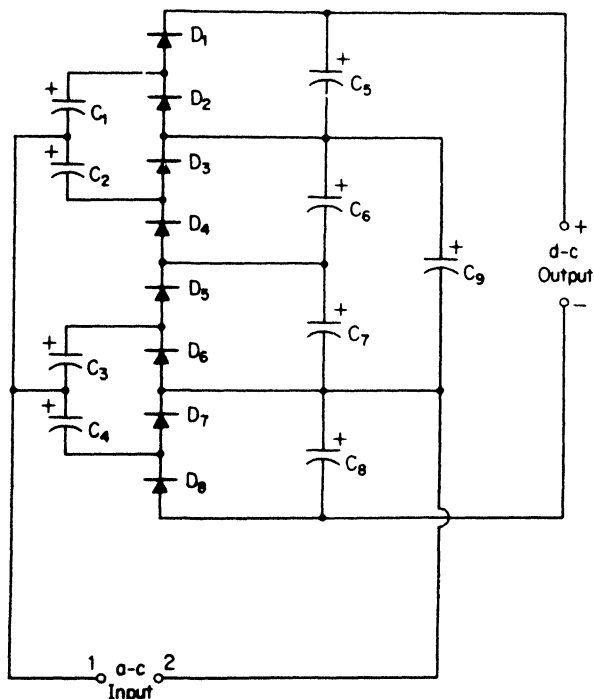 D1
+
C5
+
C1
D2
+
C2
D3
+
C6
D4
+
d-c
Output
−
+
C9
D5
+
C7
+
C3
D6
+
C4
D7
+
C8
D8
1 a-c 2
Input